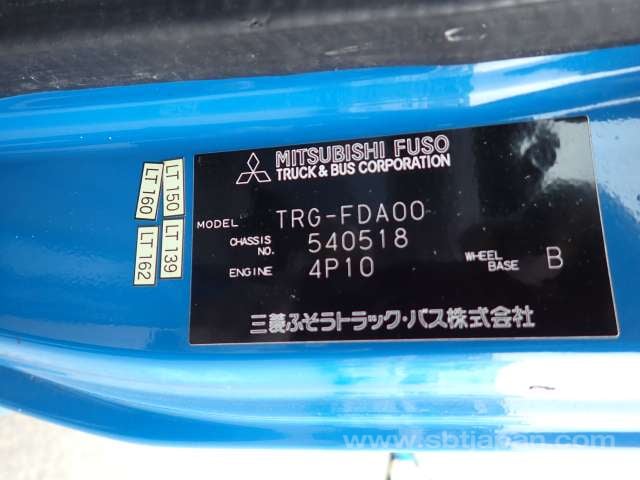 MITSUBISHI FUSO
TRUCK & BUS CORPORATION
MODEL TRG-FDA00
CHASSIS NO. 540518
ENGINE 4P10
WHEEL BASE B
三菱ふそうトラック・バス株式会社
LT 160
LT 150
LT 162
LT 139
www.sbtjapan.com